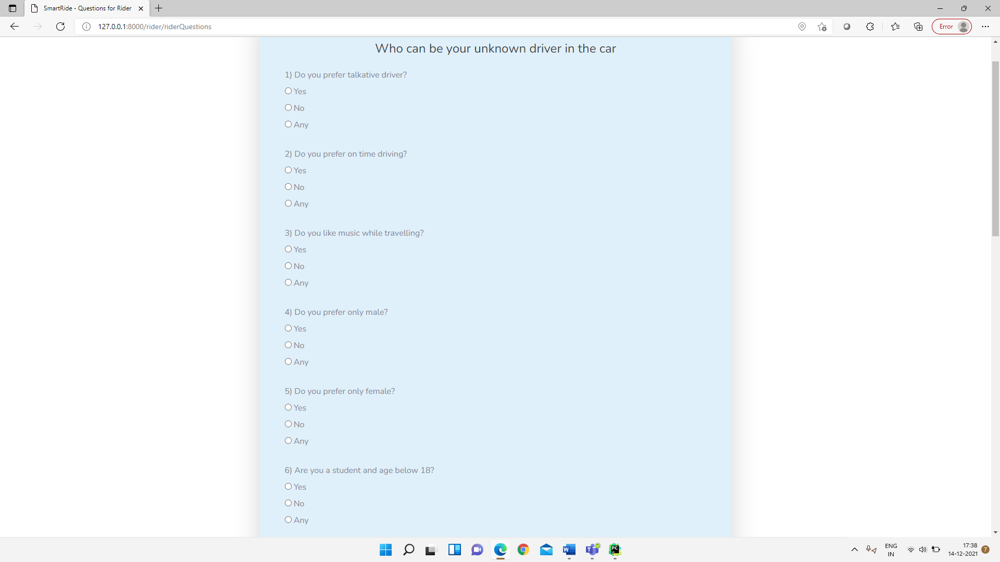 SmartRide - Questions for Rider
127.0.0.1:8000/rider/riderQuestions
Error
Who can be your unknown driver in the car
1) Do you prefer talkative driver?
Yes
No
Any
2) Do you prefer on time driving?
Yes
No
Any
3) Do you like music while travelling?
Yes
No
Any
4) Do you prefer only male?
Yes
No
Any
5) Do you prefer only female?
Yes
No
Any
6) Are you a student and age below 18?
Yes
No
Any
W
T
PC
ENG
IN
17:38
14-12-2021
7